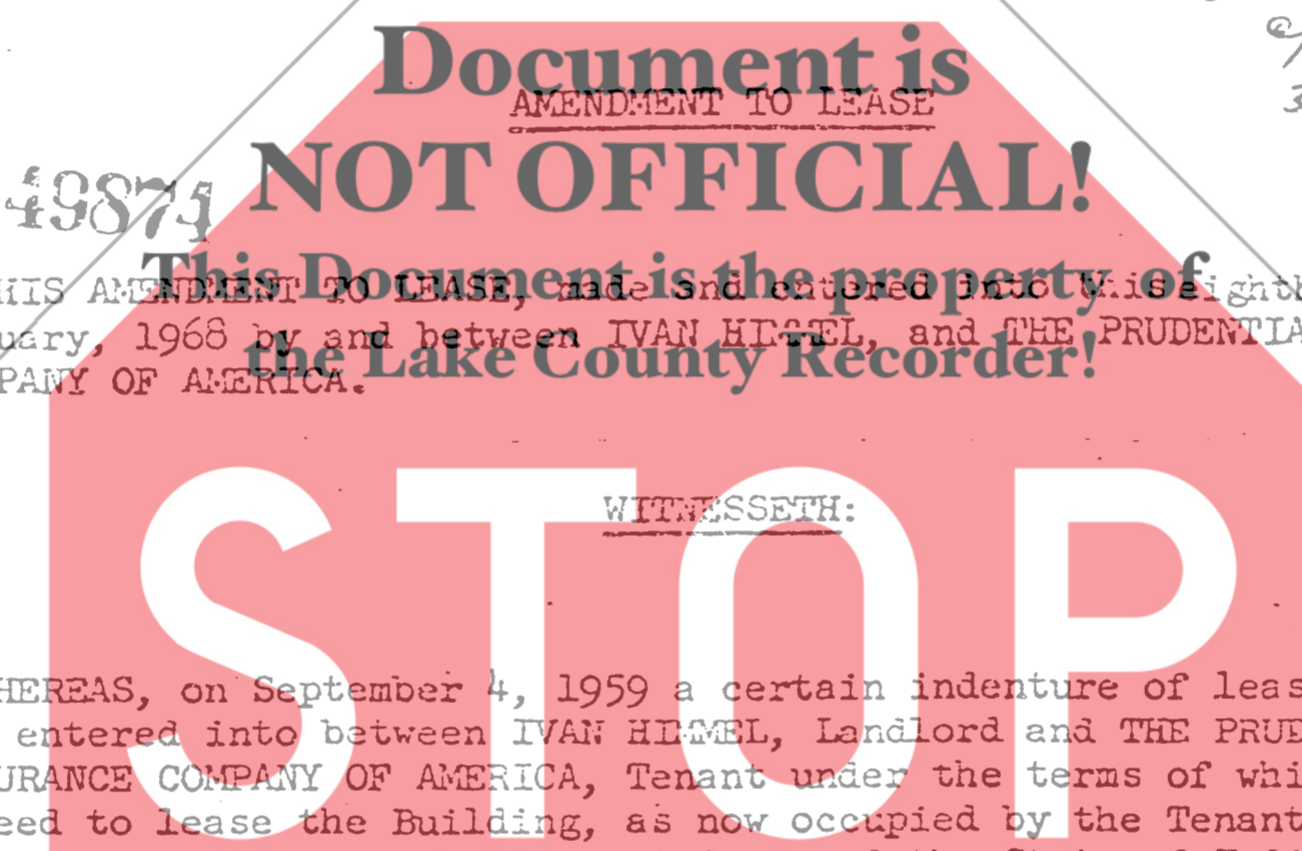 Document is
AMENDMENT TO LEASE
NOT OFFICIAL!
49874
This Document is the property of
HIS AMENDMENT TO LEASE, made and entered into this eighth
the Lake County Recorder!
uary, 1968 by and between IVAN HIMMEL, and THE PRUDENTIA
PANY OF AMERICA.
STOP
WITNESSETH:
HEREAS, on September 4, 1959 a certain indenture of leas
entered into between IVAN HIMMEL, Landlord and THE PRUD
URANCE COMPANY OF AMERICA, Tenant under the terms of whi
eed to lease the Building, as now occupied by the Tenant